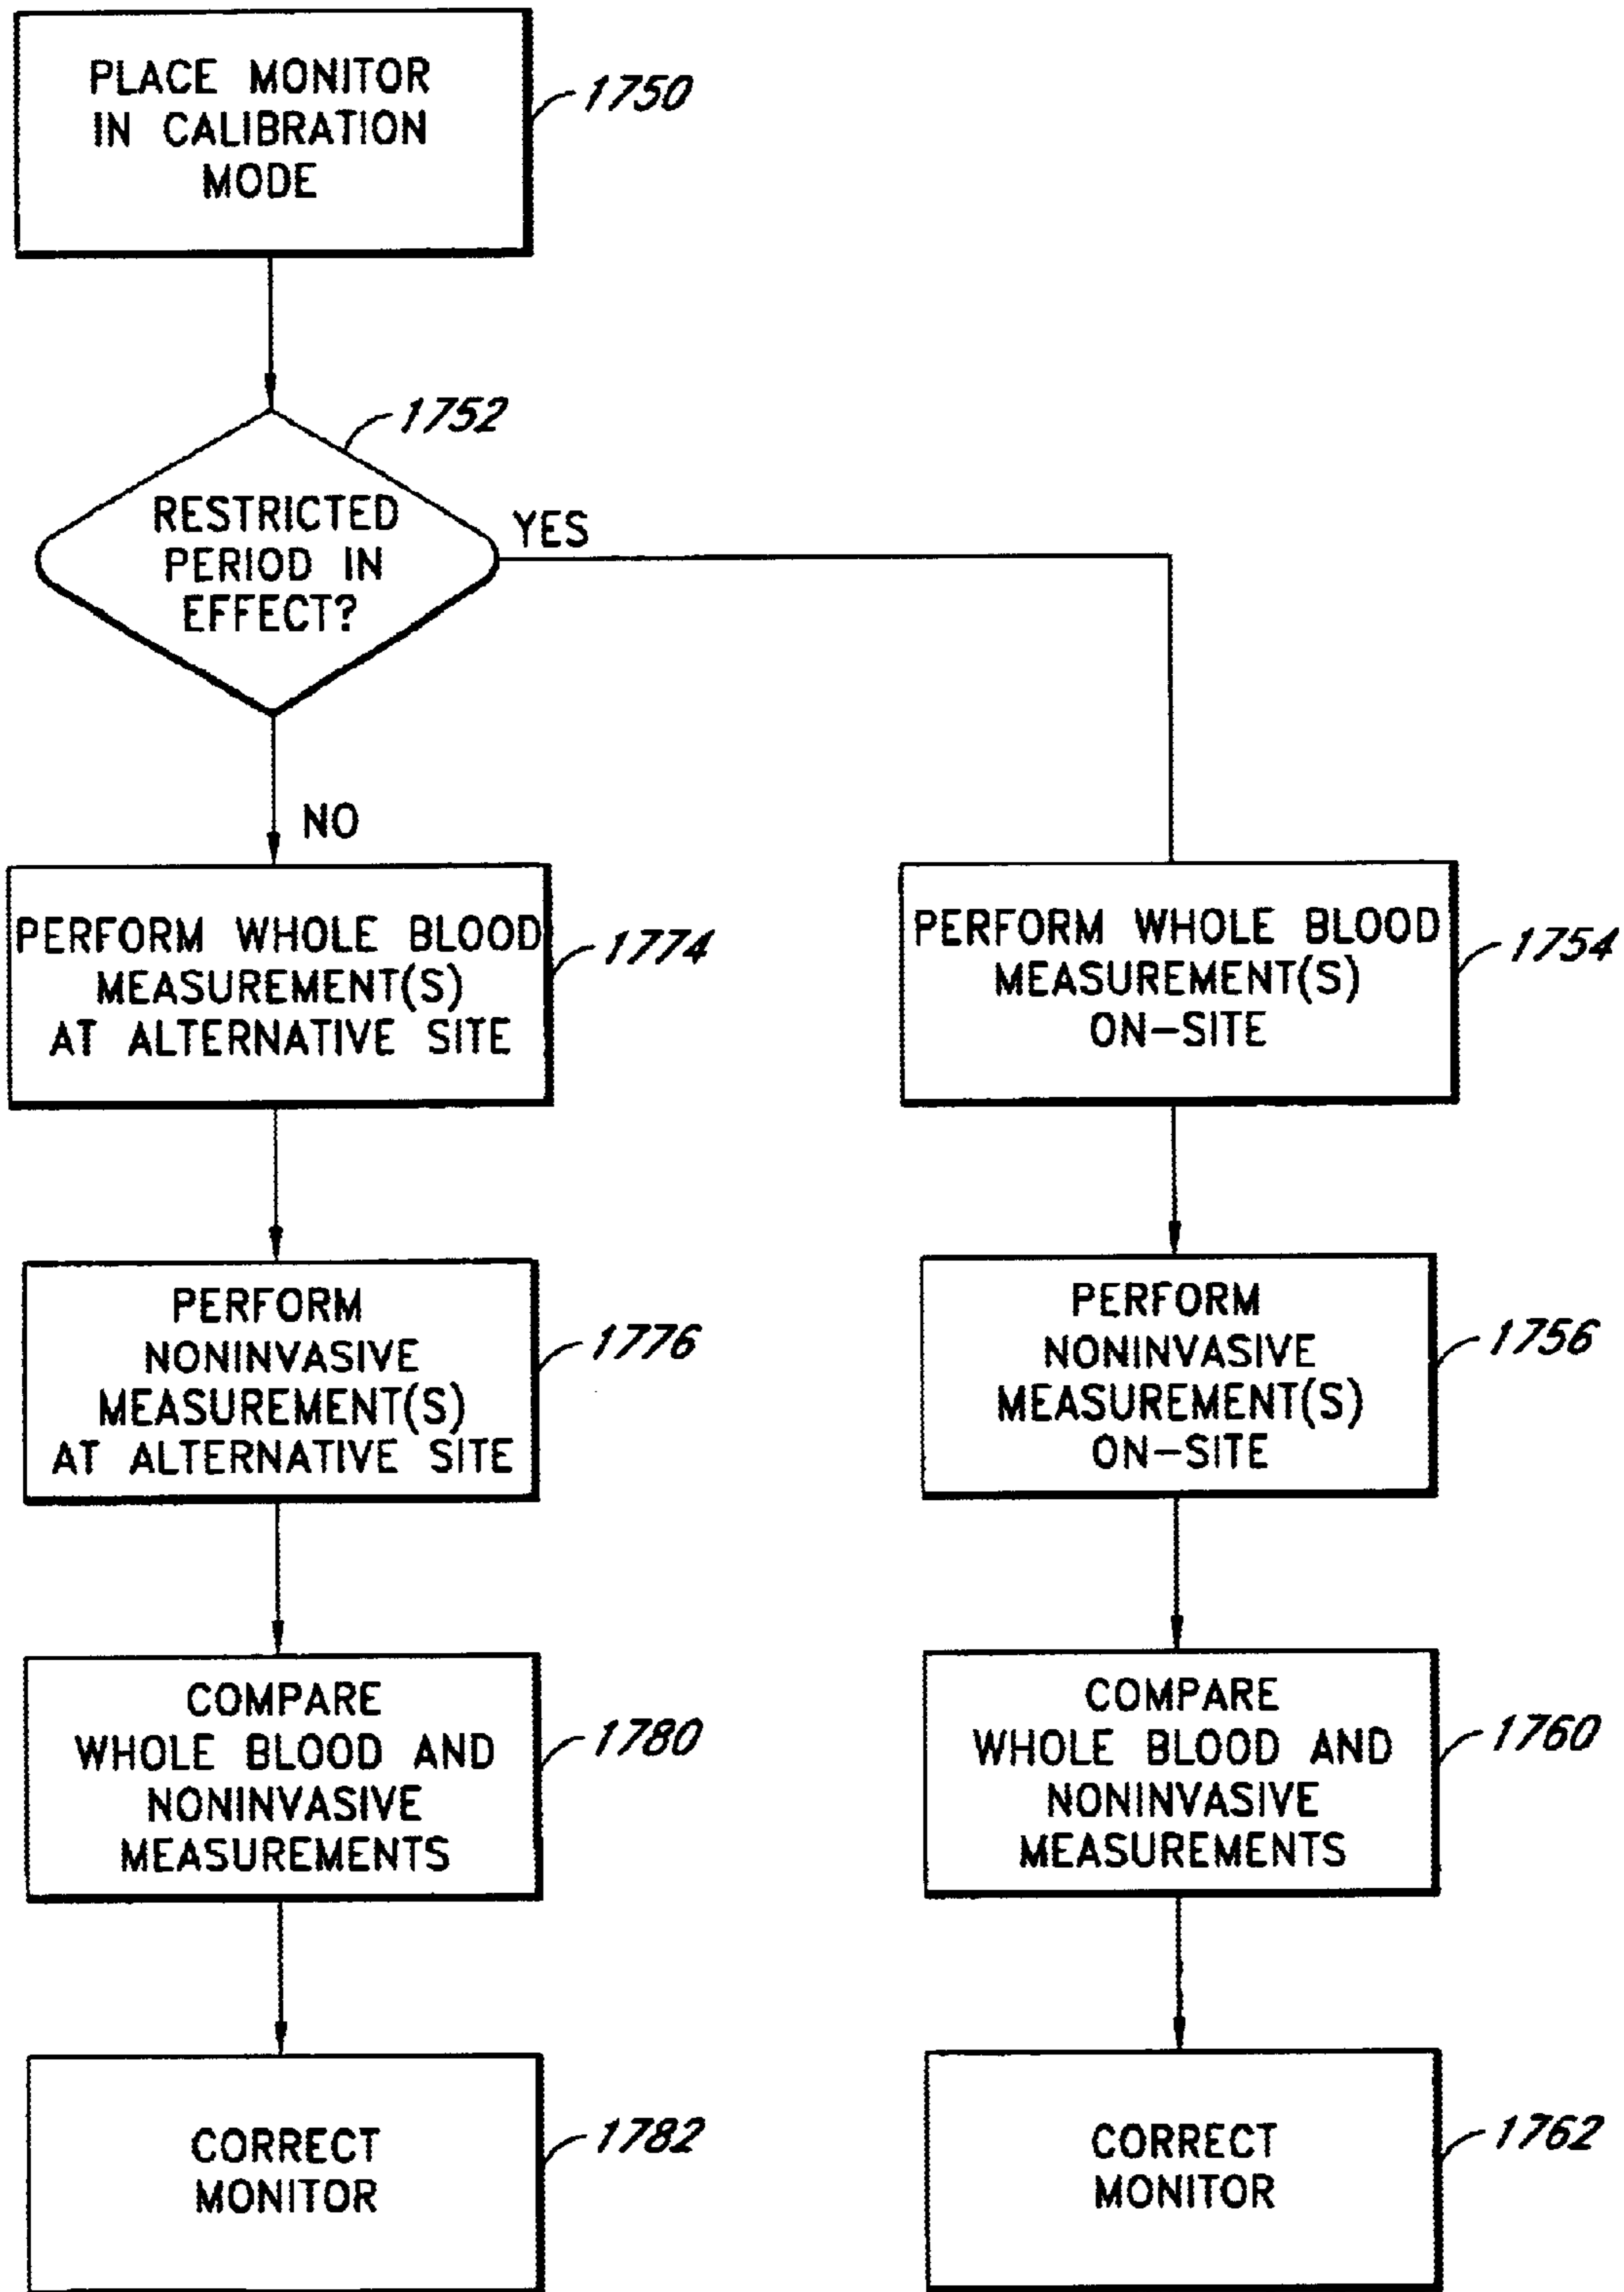 PLACE MONITOR
IN CALIBRATION
MODE
1750
1752
RESTRICTED
PERIOD IN
EFFECT?
YES
NO
PERFORM WHOLE BLOOD
MEASUREMENT(S)
AT ALTERNATIVE SITE
1774
PERFORM
NONINVASIVE
MEASUREMENT(S)
AT ALTERNATIVE SITE
1776
COMPARE
WHOLE BLOOD AND
NONINVASIVE
MEASUREMENTS
1780
CORRECT
MONITOR
1782
PERFORM WHOLE BLOOD
MEASUREMENT(S)
ON-SITE
1754
PERFORM
NONINVASIVE
MEASUREMENT(S)
ON-SITE
1756
COMPARE
WHOLE BLOOD AND
NONINVASIVE
MEASUREMENTS
1760
CORRECT
MONITOR
1762